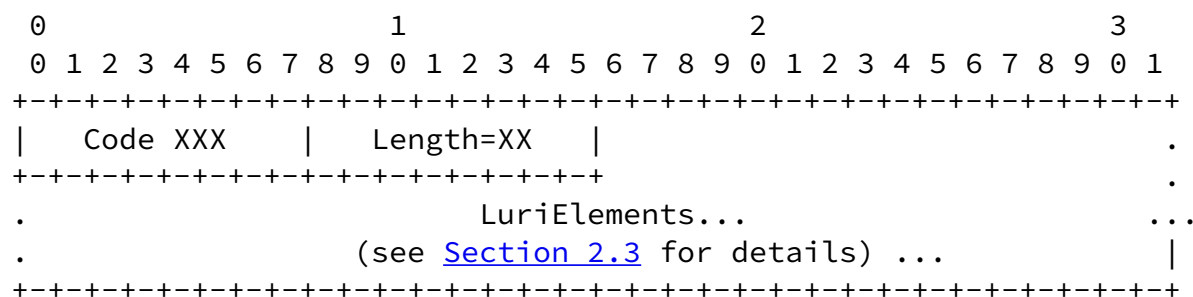 0                   1                   2                   3
 0 1 2 3 4 5 6 7 8 9 0 1 2 3 4 5 6 7 8 9 0 1 2 3 4 5 6 7 8 9 0 1
+-+-+-+-+-+-+-+-+-+-+-+-+-+-+-+-+-+-+-+-+-+-+-+-+-+-+-+-+-+-+-+-+
|   Code XXX    |   Length=XX   |                               .
+-+-+-+-+-+-+-+-+-+-+-+-+-+-+-+-+                               .
.                         LuriElements...                      ...
.                  (see Section 2.3 for details) ...            |
+-+-+-+-+-+-+-+-+-+-+-+-+-+-+-+-+-+-+-+-+-+-+-+-+-+-+-+-+-+-+-+-+